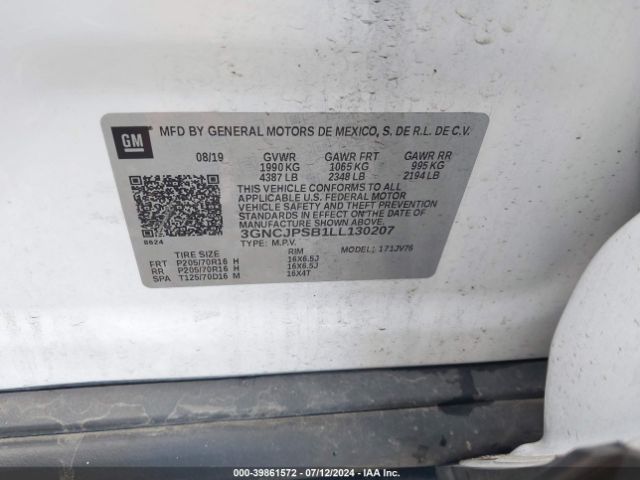 GM
MFD BY GENERAL MOTORS DE MEXICO, S. DE R.L. DE C.V.
08/19 GVWR GAWR FRT GAWR RR
1990 KG 1065 KG 995 KG
4387 LB 2348 LB 2194 LB
THIS VEHICLE CONFORMS TO ALL
APPLICABLE U.S. FEDERAL MOTOR
VEHICLE SAFETY AND THEFT PREVENTION
STANDARDS IN EFFECT ON THE DATE OF
MANUFACTURE SHOWN ABOVE.
3GNCJPSB1LL130207
8624
TYPE: M.P.V. MODEL: 171JV76
TIRE SIZE RIM
FRT P205/70R16 H 16X6.5J
RR P205/70R16 H 16X6.5J
SPA T125/70D16 M 16X4T
000-39861572 - 07/12/2024 - IAA Inc.